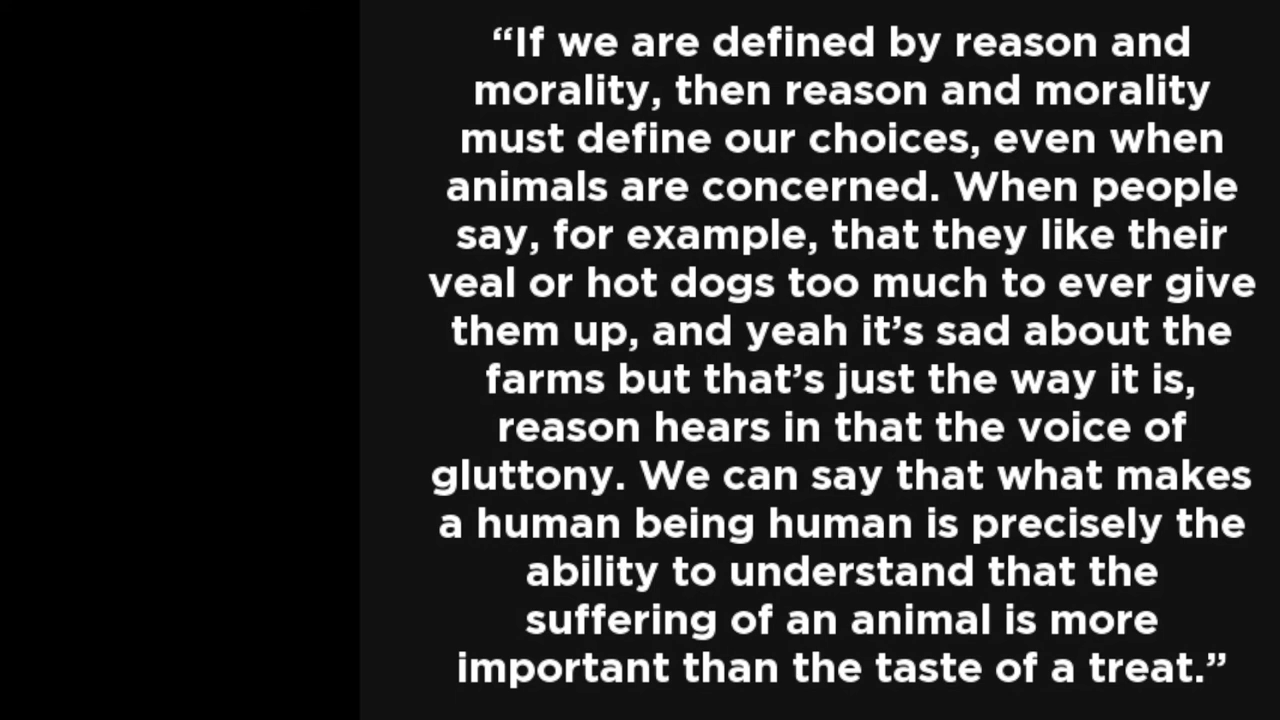 “If we are defined by reason and
morality, then reason and morality
must define our choices, even when
animals are concerned. When people
say, for example, that they like their
veal or hot dogs too much to ever give
them up, and yeah it’s sad about the
farms but that’s just the way it is,
reason hears in that the voice of
gluttony. We can say that what makes
a human being human is precisely the
ability to understand that the
suffering of an animal is more
important than the taste of a treat.”